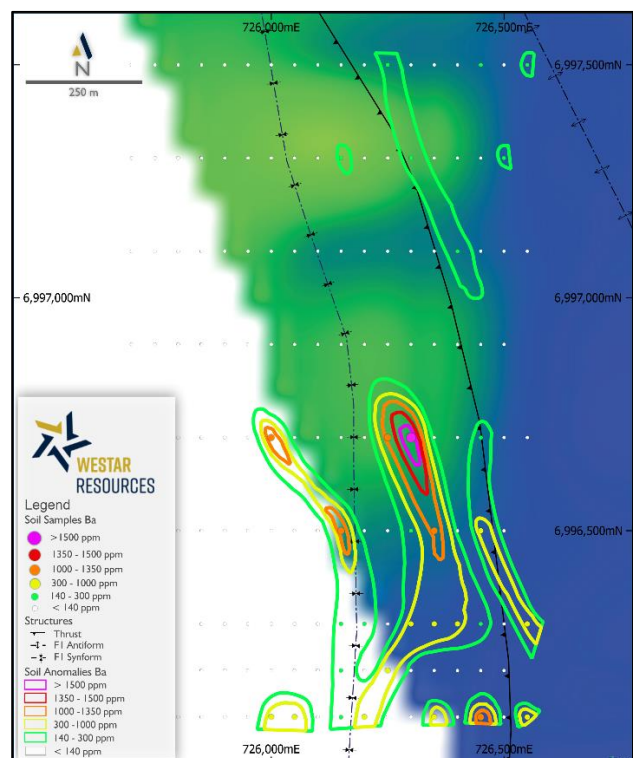 726,000mE
726,500mE
N
250 m
6,997,500mN
6,997,000mN
6,997,000mN
WESTAR
RESOURCES
Legend
Soil Samples Ba
>1500 ppm
1350 - 1500 ppm
1000 - 1350 ppm
300 - 1000 ppm
140 - 300 ppm
< 140 ppm
Structures
Thrust
F1 Antiform
F1 Synform
Soil Anomalies Ba
> 1500 ppm
1350 - 1500 ppm
1000 -1350 ppm
300 -1000 ppm
140 - 300 ppm
< 140 ppm
6,996,500mN
726,000mE
726,500mE